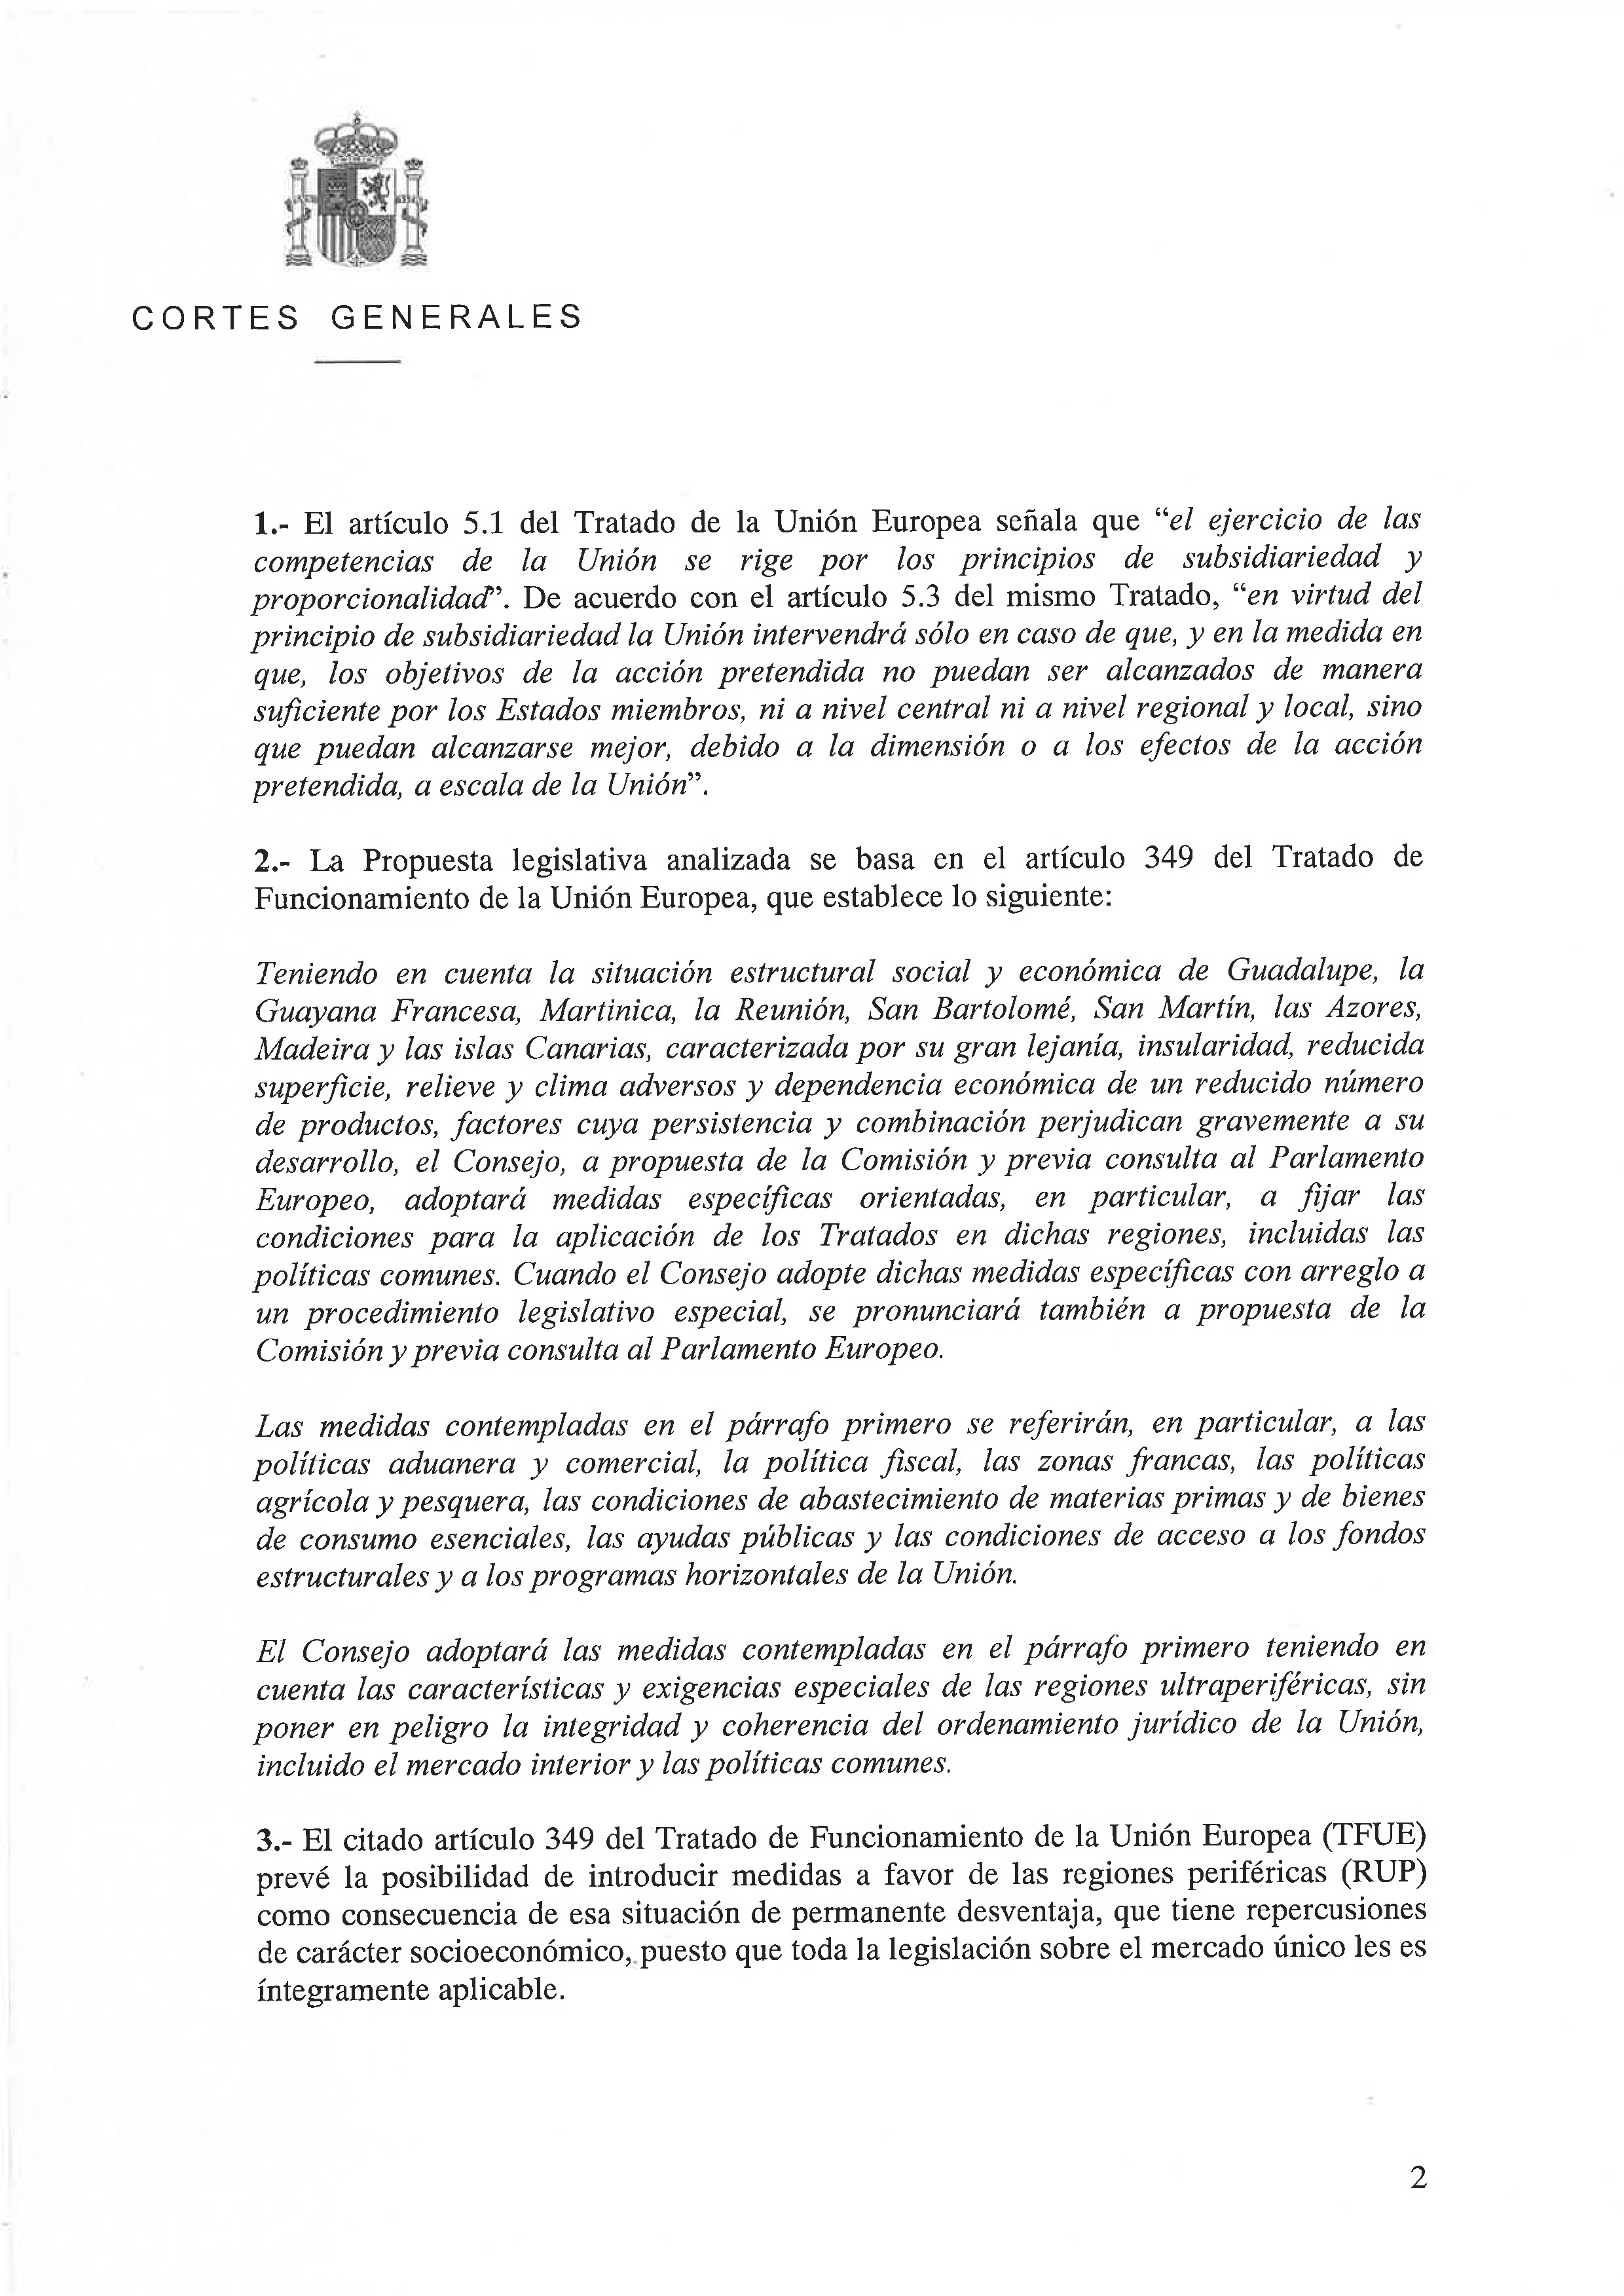 CORTES GENERALES
1.- El artículo 5.1 del Tratado de la Unión Europea señala que “el ejercicio de las
competencias de la Unión se rige por los principios de subsidiariedad y
proporcionalidad”. De acuerdo con el artículo 5.3 del mismo Tratado, “en virtud del
principio de subsidiariedad la Unión intervendrá sólo en caso de que, y en la medida en
que, los objetivos de la acción pretendida no puedan ser alcanzados de manera
suficiente por los Estados miembros, ni a nivel central ni a nivel regional y local, sino
que puedan alcanzarse mejor, debido a la dimensión o a los efectos de la acción
pretendida, a escala de la Unión”.
2.- La Propuesta legislativa analizada se basa en el artículo 349 del Tratado de
Funcionamiento de la Unión Europea, que establece lo siguiente:
Teniendo en cuenta la situación estructural social y económica de Guadalupe, la
Guayana Francesa, Martinica, la Reunión, San Bartolomé, San Martín, las Azores,
Madeira y las islas Canarias, caracterizada por su gran lejanía, insularidad, reducida
superficie, relieve y clima adversos y dependencia económica de un reducido número
de productos, factores cuya persistencia y combinación perjudican gravemente a su
desarrollo, el Consejo, a propuesta de la Comisión y previa consulta al Parlamento
Europeo, adoptará medidas específicas orientadas, en particular, a fijar las
condiciones para la aplicación de los Tratados en dichas regiones, incluidas las
políticas comunes. Cuando el Consejo adopte dichas medidas específicas con arreglo a
un procedimiento legislativo especial, se pronunciará también a propuesta de la
Comisión y previa consulta al Parlamento Europeo.
Las medidas contempladas en el párrafo primero se referirán, en particular, a las
políticas aduanera y comercial, la política fiscal, las zonas francas, las políticas
agrícola y pesquera, las condiciones de abastecimiento de materias primas y de bienes
de consumo esenciales, las ayudas públicas y las condiciones de acceso a los fondos
estructurales y a los programas horizontales de la Unión.
El Consejo adoptará las medidas contempladas en el párrafo primero teniendo en
cuenta las características y exigencias especiales de las regiones ultraperiféricas, sin
poner en peligro la integridad y coherencia del ordenamiento jurídico de la Unión,
incluido el mercado interior y las políticas comunes.
3.- El citado artículo 349 del Tratado de Funcionamiento de la Unión Europea (TFUE)
prevé la posibilidad de introducir medidas a favor de las regiones periféricas (RUP)
como consecuencia de esa situación de permanente desventaja, que tiene repercusiones
de carácter socioeconómico, puesto que toda la legislación sobre el mercado único les es
íntegramente aplicable.
2